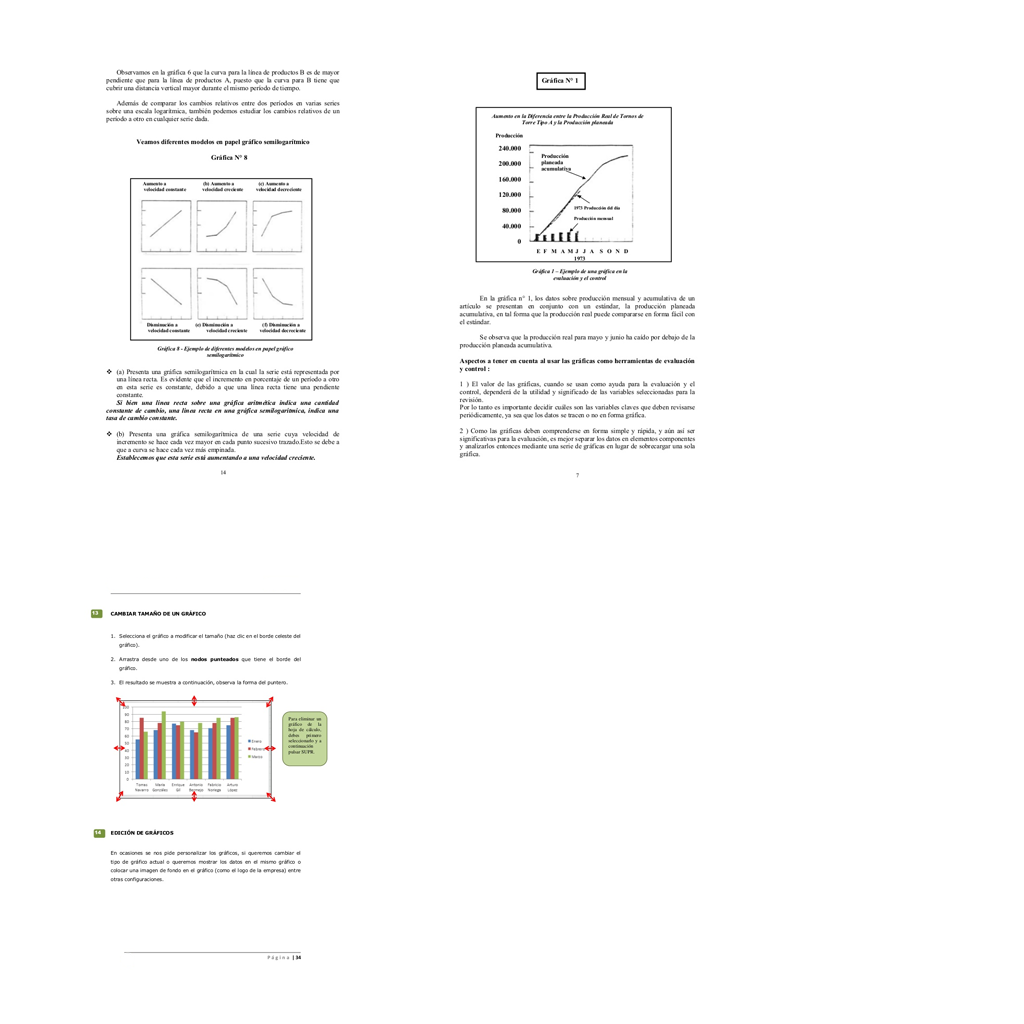 Observamos en la gráfica 6 que la curva para la línea de productos B es de mayor
pendiente que para la línea de productos A, puesto que la curva para B tiene que
cubrir una distancia vertical mayor durante el mismo período de tiempo.
Además de comparar los cambios relativos entre dos períodos en varias series
sobre una escala logarítmica, también podemos estudiar los cambios relativos de un
período a otro en cualquier serie dada.
Veamos diferentes modelos en papel gráfico semilogarítmico
Gráfica N° 8
Aumento a
velocidad constante
(b) Aumento a
velocidad creciente
(c) Aumento a
velocidad decreciente
Disminución a
velocidad constante
(e) Disminución a
velocidad creciente
(f) Disminución a
velocidad decreciente
Gráfica 8 - Ejemplo de diferentes modelos en papel gráfico
semilogarítmico
❖ (a) Presenta una gráfica semilogarítmica en la cual la serie está representada por
una línea recta. Es evidente que el incremento en porcentaje de un período a otro
en esta serie es constante, debido a que una línea recta tiene una pendiente
constante.
Si bien una línea recta sobre una gráfica aritmética indica una cantidad
constante de cambio, una línea recta en una gráfica semilogarítmica, indica una
tasa de cambio constante.
❖ (b) Presenta una gráfica semilogarítmica de una serie cuya velocidad de
incremento se hace cada vez mayor en cada punto sucesivo trazado.Esto se debe a
que a curva se hace cada vez más empinada.
Establecemos que esta serie está aumentando a una velocidad creciente.
14
Gráfica N° 1
Aumento en la Diferencia entre la Producción Real de Tornos de
Torre Tipo A y la Producción planeada
Producción
240.000
200.000
160.000
120.000
80.000
40.000
0
Producción
planeada
acumulativa
1973 Producción del día
Producción mensual
E F M A M J J A S O N D
1973
Gráfica 1 – Ejemplo de una gráfica en la
evaluación y el control
En la gráfica n° 1, los datos sobre producción mensual y acumulativa de un
artículo se presentan en conjunto con un estándar, la producción planeada
acumulativa, en tal forma que la producción real puede compararse en forma fácil con
el estándar.
Se observa que la producción real para mayo y junio ha caído por debajo de la
producción planeada acumulativa.
Aspectos a tener en cuenta al usar las gráficas como herramientas de evaluación
y control :
1 ) El valor de las gráficas, cuando se usan como ayuda para la evaluación y el
control, dependerá de la utilidad y significado de las variables seleccionadas para la
revisión.
Por lo tanto es importante decidir cuáles son las variables claves que deben revisarse
periódicamente, ya sea que los datos se tracen o no en forma gráfica.
2 ) Como las gráficas deben comprenderse en forma simple y rápida, y aún así ser
significativas para la evaluación, es mejor separar los datos en elementos componentes
y analizarlos entonces mediante una serie de gráficas en lugar de sobrecargar una sola
gráfica.
7
13 CAMBIAR TAMAÑO DE UN GRÁFICO
1. Selecciona el gráfico a modificar el tamaño (haz clic en el borde celeste del
gráfico).
2. Arrastra desde uno de los nodos punteados que tiene el borde del
gráfico.
3. El resultado se muestra a continuación, observa la forma del puntero.
100
90
80
70
60
50
40
30
20
10
0
Tomas
Navarro
Maria
Gonzales
Enrique
Gil
Antonio
Bermejo
Fabricio
Noriega
Arturo
López
Enero
Febrero
Marzo
Para eliminar un
gráfico de la
hoja de cálculo,
debes primero
seleccionarlo y a
continuación
pulsar SUPR.
14 EDICIÓN DE GRÁFICOS
En ocasiones se nos pide personalizar los gráficos, si queremos cambiar el
tipo de gráfico actual o queremos mostrar los datos en el mismo gráfico o
colocar una imagen de fondo en el gráfico (como el logo de la empresa) entre
otras configuraciones.
Página | 34